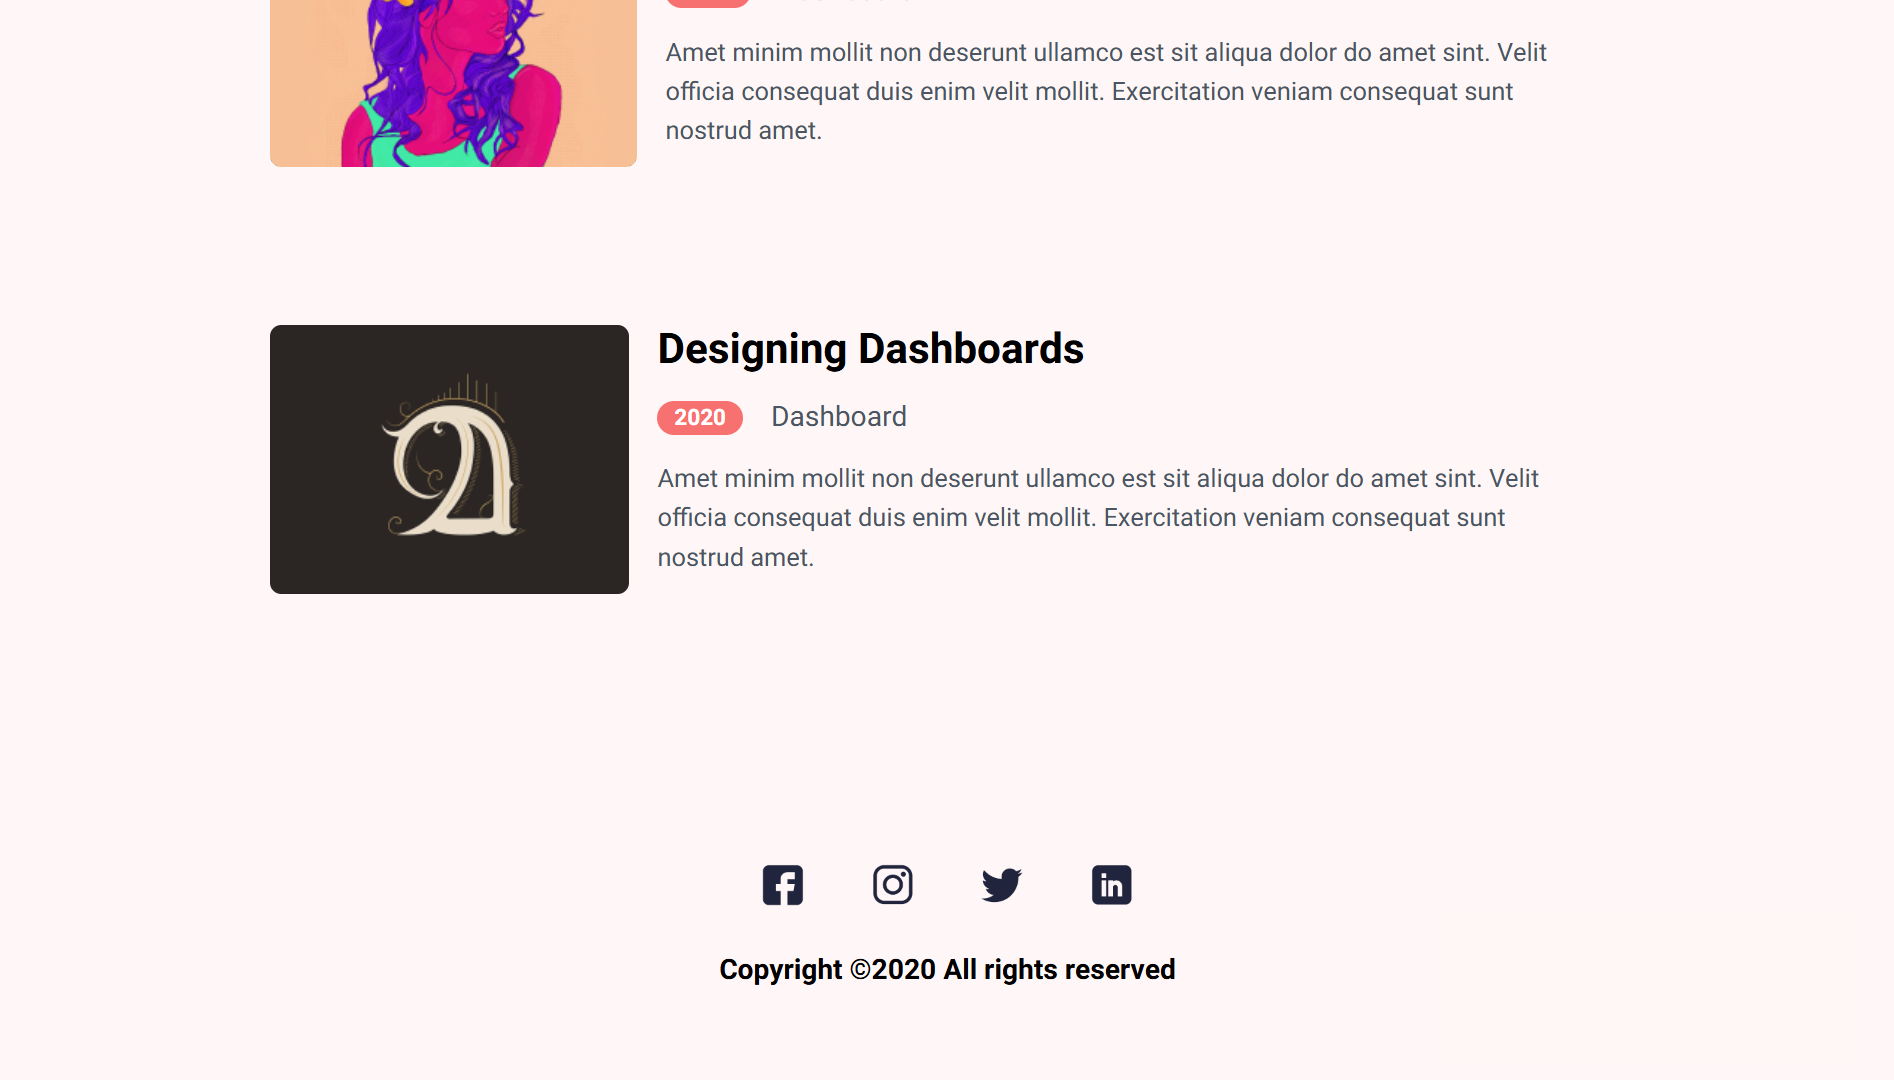 Amet minim mollit non deserunt ullamco est sit aliqua dolor do amet sint. Velit
officia consequat duis enim velit mollit. Exercitation veniam consequat sunt
nostrud amet.
Designing Dashboards
2020 Dashboard
Amet minim mollit non deserunt ullamco est sit aliqua dolor do amet sint. Velit
officia consequat duis enim velit mollit. Exercitation veniam consequat sunt
nostrud amet.
Copyright ©2020 All rights reserved